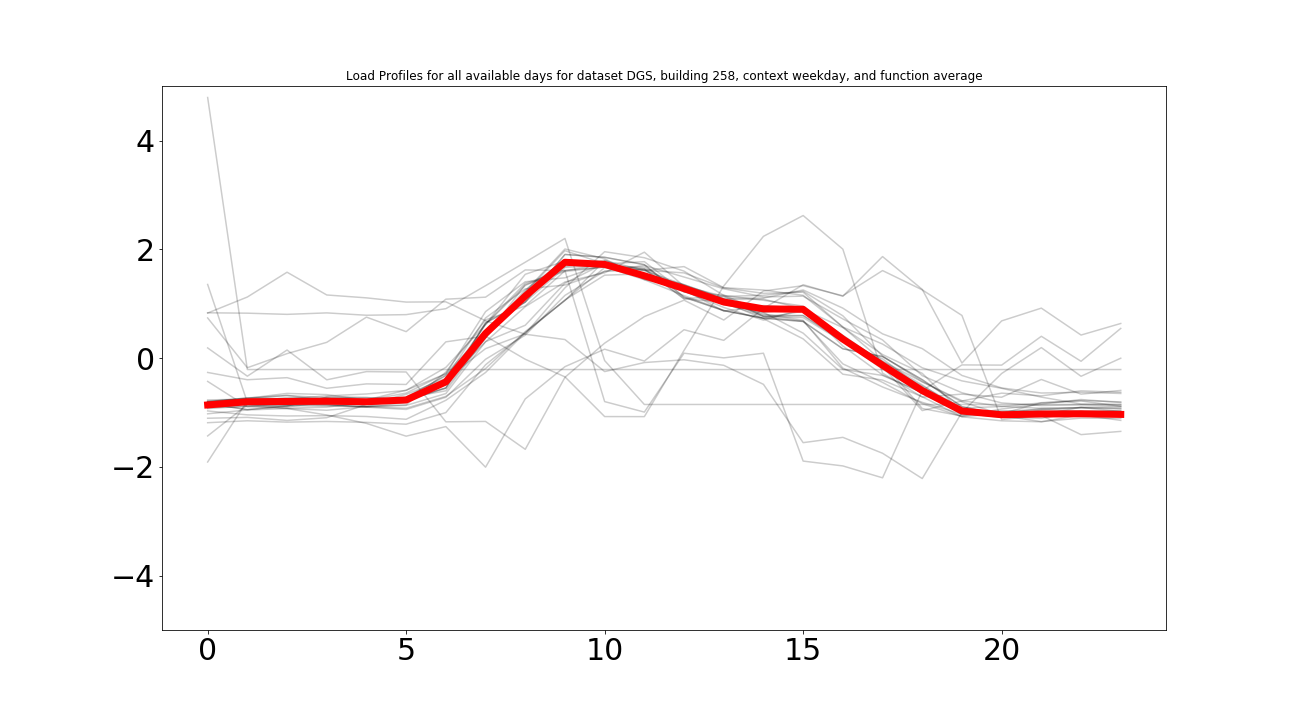 Load Profiles for all available days for dataset DGS, building 258, context weekday, and function average
4
2
0
−2
−4
0 5 10 15 20